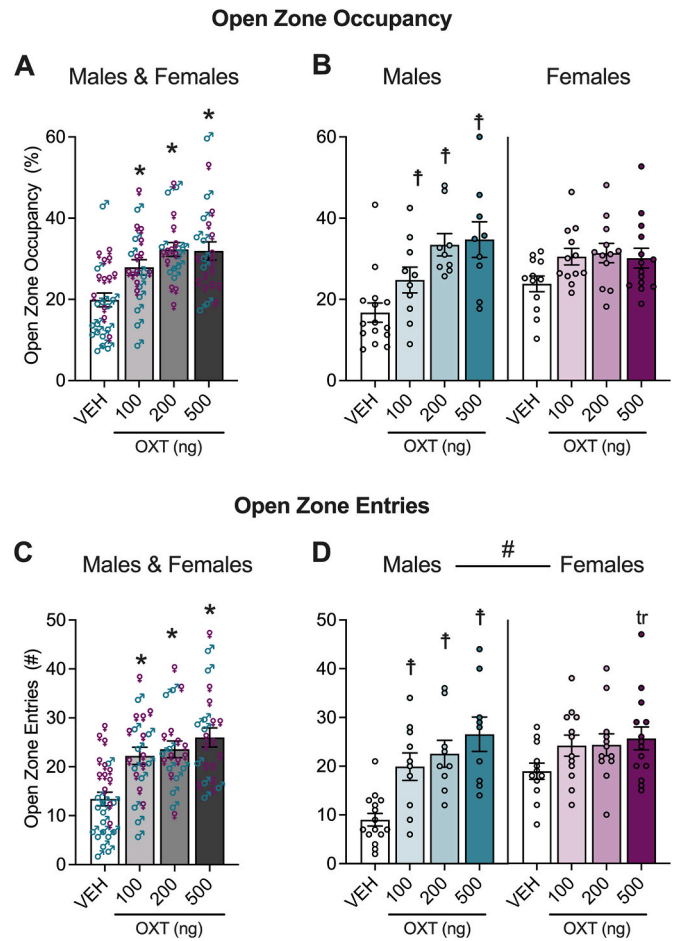 Open Zone Occupancy
A
Males & Females
B
Males
Females
Open Zone Occupancy (%)
60
40
20
0
* * *
VEH
100
200
500
OXT (ng)
60
40
20
0
† † †
VEH
100
200
500
OXT (ng)
VEH
100
200
500
OXT (ng)
Open Zone Entries
C
Males & Females
D
Males
#
Females
Open Zone Entries (#)
50
40
30
20
10
0
* * *
VEH
100
200
500
OXT (ng)
50
40
30
20
10
0
† † †
tr
VEH
100
200
500
OXT (ng)
VEH
100
200
500
OXT (ng)